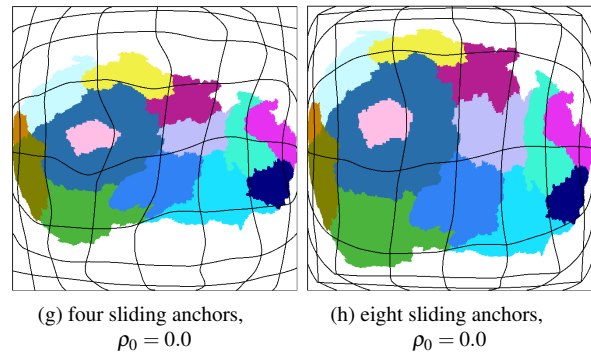 (g) four sliding anchors,
ρ₀ = 0.0
(h) eight sliding anchors,
ρ₀ = 0.0